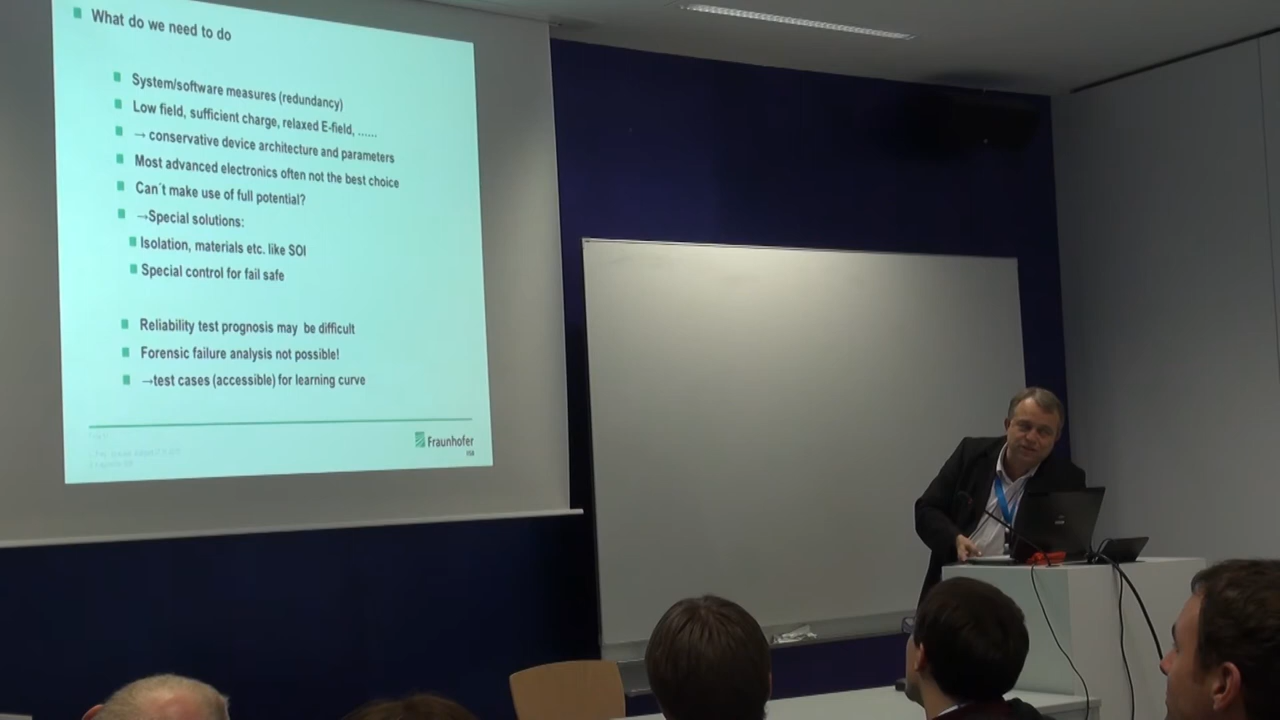 What do we need to do
System/software measures (redundancy)
Low field, sufficient charge, relaxed E-field, ......
→ conservative device architecture and parameters
Most advanced electronics often not the best choice
Can´t make use of full potential?
→Special solutions:
Isolation, materials etc. like SOI
Special control for fail safe
Reliability test prognosis may be difficult
Forensic failure analysis not possible!
→test cases (accessible) for learning curve
Fraunhofer